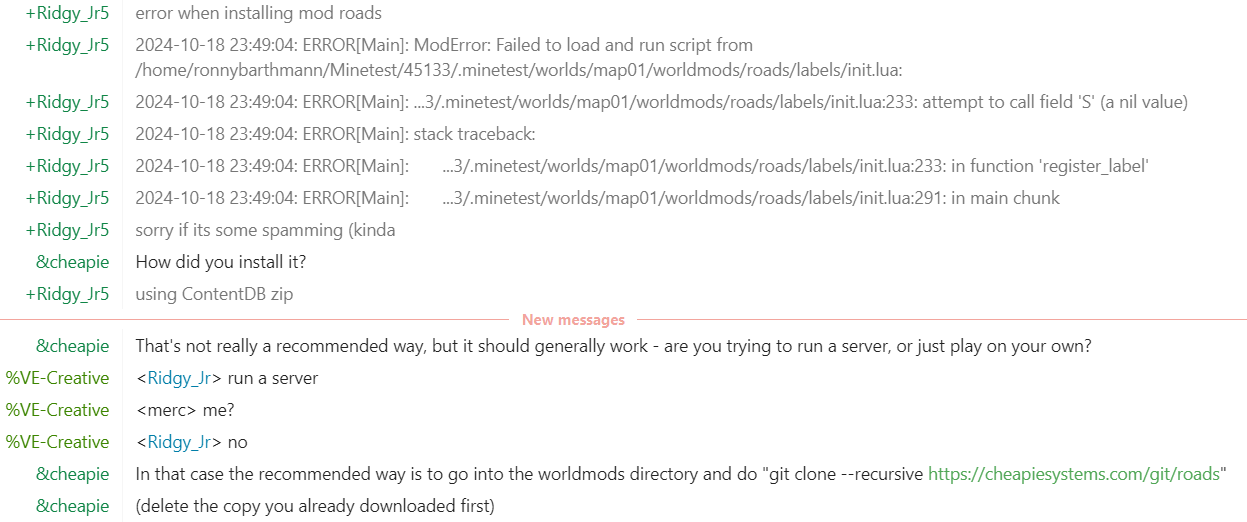 +Ridgy_Jr5 error when installing mod roads
+Ridgy_Jr5 2024-10-18 23:49:04: ERROR[Main]: ModError: Failed to load and run script from
/home/ronnybarthmann/Minetest/45133/.minetest/worlds/map01/worldmods/roads/labels/init.lua:
+Ridgy_Jr5 2024-10-18 23:49:04: ERROR[Main]: ...3/.minetest/worlds/map01/worldmods/roads/labels/init.lua:233: attempt to call field 'S' (a nil value)
+Ridgy_Jr5 2024-10-18 23:49:04: ERROR[Main]: stack traceback:
+Ridgy_Jr5 2024-10-18 23:49:04: ERROR[Main]: ...3/.minetest/worlds/map01/worldmods/roads/labels/init.lua:233: in function 'register_label'
+Ridgy_Jr5 2024-10-18 23:49:04: ERROR[Main]: ...3/.minetest/worlds/map01/worldmods/roads/labels/init.lua:291: in main chunk
+Ridgy_Jr5 sorry if its some spamming (kinda
&cheapie How did you install it?
+Ridgy_Jr5 using ContentDB zip
New messages
&cheapie That's not really a recommended way, but it should generally work - are you trying to run a server, or just play on your own?
%VE-Creative <Ridgy_Jr> run a server
%VE-Creative <merc> me?
%VE-Creative <Ridgy_Jr> no
&cheapie In that case the recommended way is to go into the worldmods directory and do "git clone --recursive https://cheapiesystems.com/git/roads"
&cheapie (delete the copy you already downloaded first)